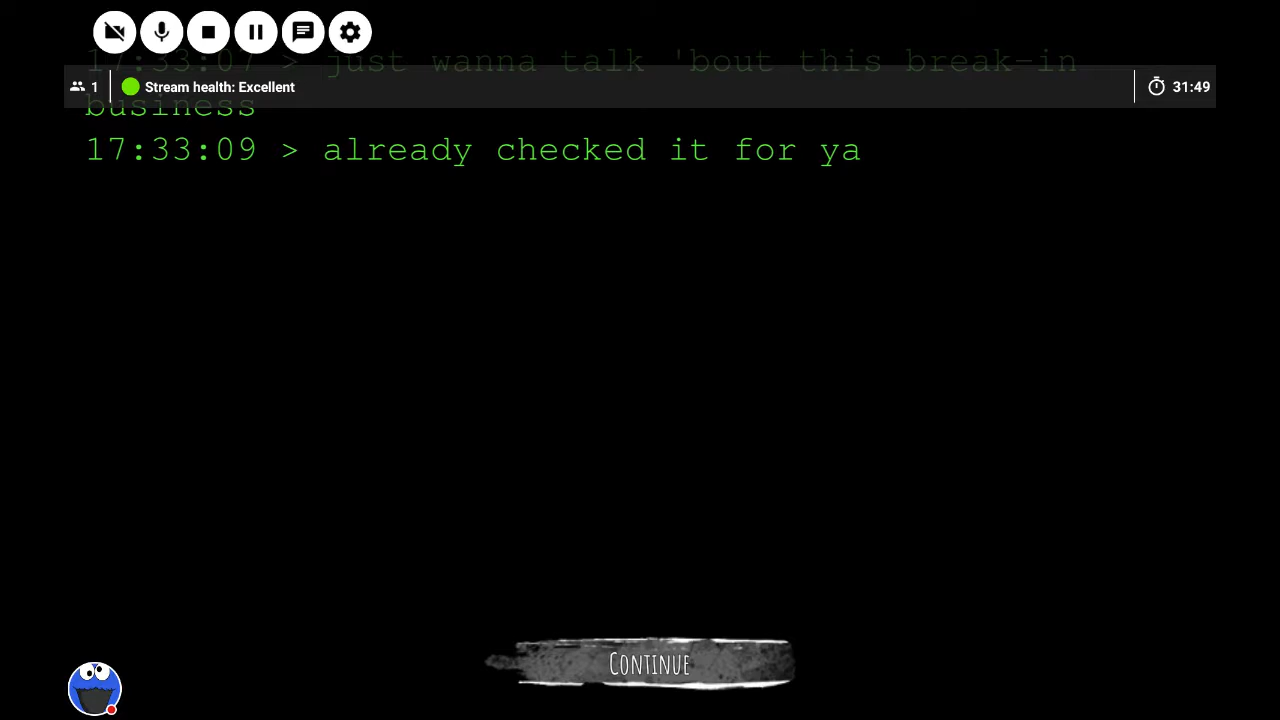 17:33:07 > just wanna talk 'bout this break-in
1 Stream health: Excellent 31:49
business
17:33:09 > already checked it for ya
Continue